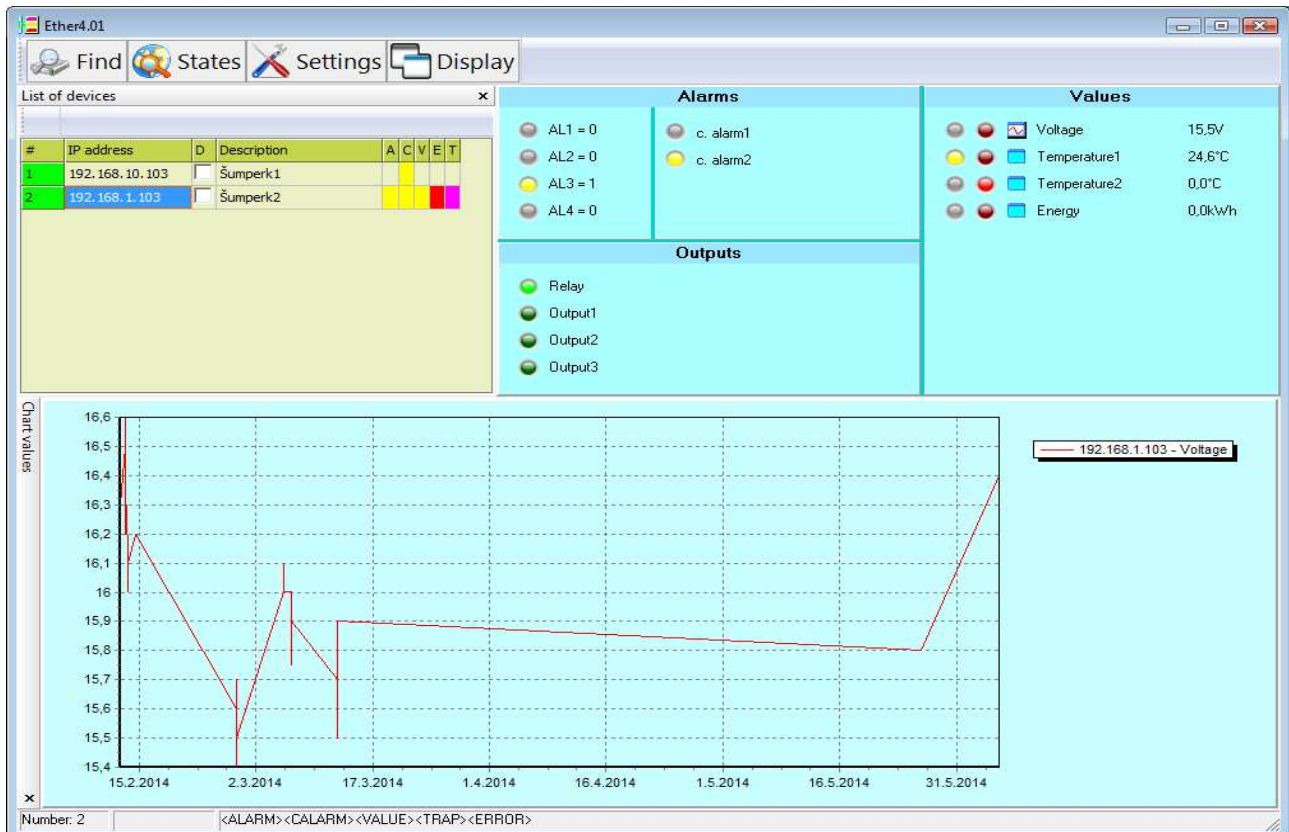 Ether4.01
Find States Settings Display
List of devices
# IP address D Description A C V E T
1 192.168.10.103 Šumperk1
2 192.168.1.103 Šumperk2
Alarms
AL1 = 0 c. alarm1
AL2 = 0 c. alarm2
AL3 = 1
AL4 = 0
Outputs
Relay
Output1
Output2
Output3
Values
Voltage 15,5V
Temperature1 24,6°C
Temperature2 0,0°C
Energy 0,0kWh
Chart values
16,6
16,5
16,4
16,3
16,2
16,1
16
15,9
15,8
15,7
15,6
15,5
15,4
15.2.2014 2.3.2014 17.3.2014 1.4.2014 16.4.2014 1.5.2014 16.5.2014 31.5.2014
192.168.1.103 - Voltage
Number: 2 <ALARM><CALARM><VALUE><TRAP><ERROR>